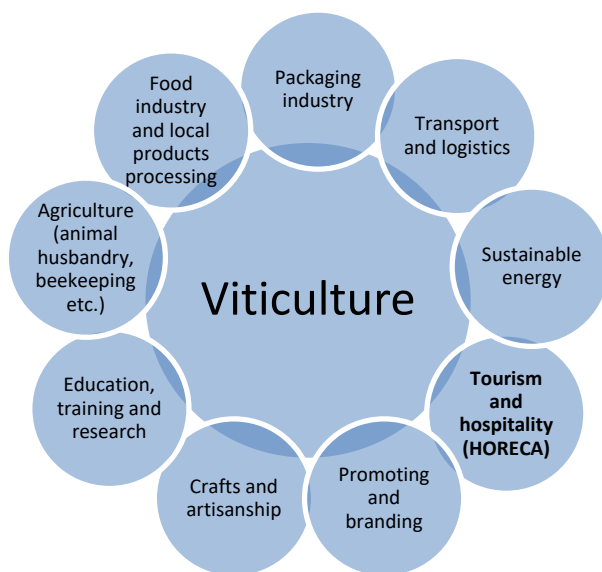 Packaging
industry
Transport
and logistics
Sustainable
energy
Tourism
and
hospitality
(HORECA)
Promoting
and
branding
Crafts and
artisanship
Education,
training and
research
Agriculture
(animal
husbandry,
beekeeping
etc.)
Food
industry
and local
products
processing
Viticulture